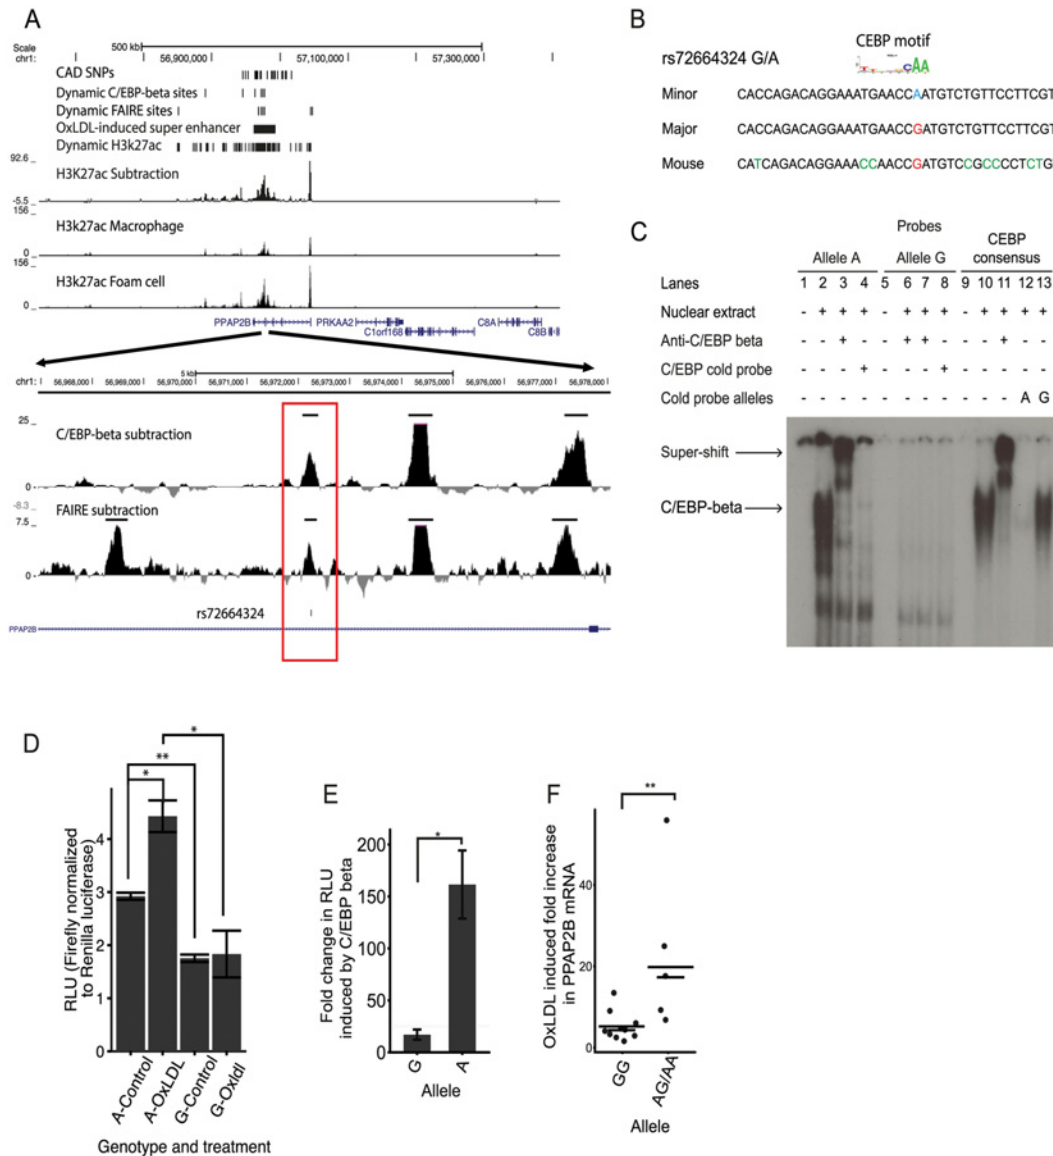 A
Scale
chr1:
500 kb
56,900,000
57,100,000
57,300,000
CAD SNPs
Dynamic C/EBP-beta sites
Dynamic FAIRE sites
OxLDL-induced super enhancer
Dynamic H3k27ac
92.6 _
H3K27ac Subtraction
-5.5 _
156 _
H3k27ac Macrophage
0 _
156 _
H3k27ac Foam cell
0 _
PPAP2B
PRKAA2
C1orf168
C8A
C8B
chr1:
5 kb
56,968,000
56,969,000
56,970,000
56,971,000
56,972,000
56,973,000
56,974,000
56,975,000
56,976,000
56,977,000
56,978,000
25 _
C/EBP-beta subtraction
0 -
-8.3 _
FAIRE subtraction
7.5 _
0 -
rs72664324
PPAP2B
B
CEBP motif
rs72664324 G/A
Minor CACCAGACAGGAAATGAACCAATGTCTGTTCCTTCGT
Major CACCAGACAGGAAATGAACCGATGTCTGTTCCTTCGT
Mouse CATCAGACAGGAAACCAACCGATGTCCGCCCCTCTG
C
Probes
Allele A Allele G CEBP consensus
Lanes 1 2 3 4 5 6 7 8 9 10 11 12 13
Nuclear extract - + + + - + + + - + + + +
Anti-C/EBP beta - - + - - + + - - - + - -
C/EBP cold probe - - - + - - - + - - - - -
Cold probe alleles - - - - - - - - - - - A G
Super-shift
C/EBP-beta
D
RLU (Firefly normalized to Renilla luciferase)
4
3
2
1
0
*
**
*
A-Control
A-OxLDL
G-Control
G-Oxldl
Genotype and treatment
E
Fold change in RLU induced by C/EBP beta
200
150
100
50
0
*
G
A
Allele
F
OxLDL induced fold increase in PPAP2B mRNA
40
20
0
**
GG
AG/AA
Allele